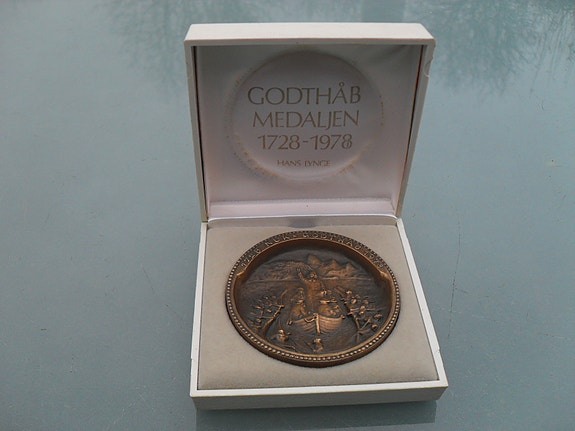 GODTHÅB
MEDALJEN
1728-1978
HANS LYNGE